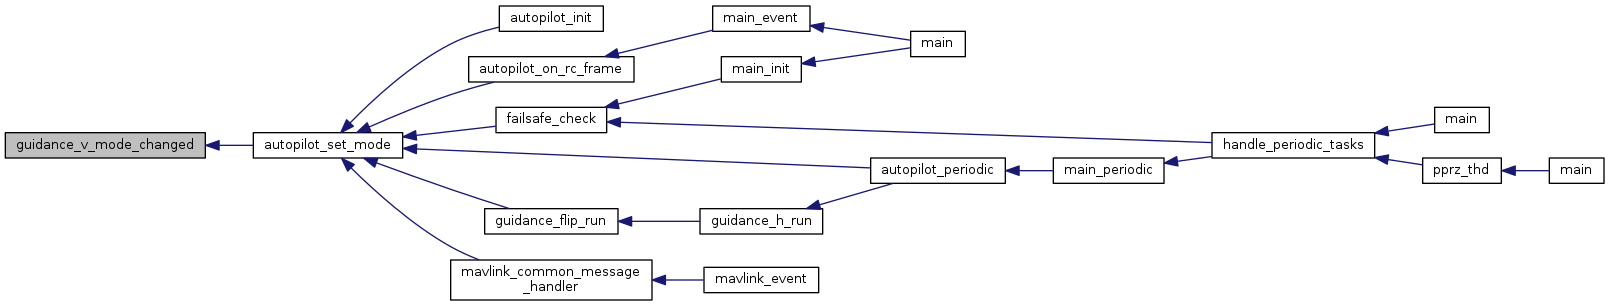 guidance_v_mode_changed
autopilot_set_mode
autopilot_init
autopilot_on_rc_frame
failsafe_check
autopilot_periodic
guidance_flip_run
mavlink_common_message
_handler
main_event
main_init
main
guidance_h_run
mavlink_event
main_periodic
handle_periodic_tasks
main
pprz_thd
main